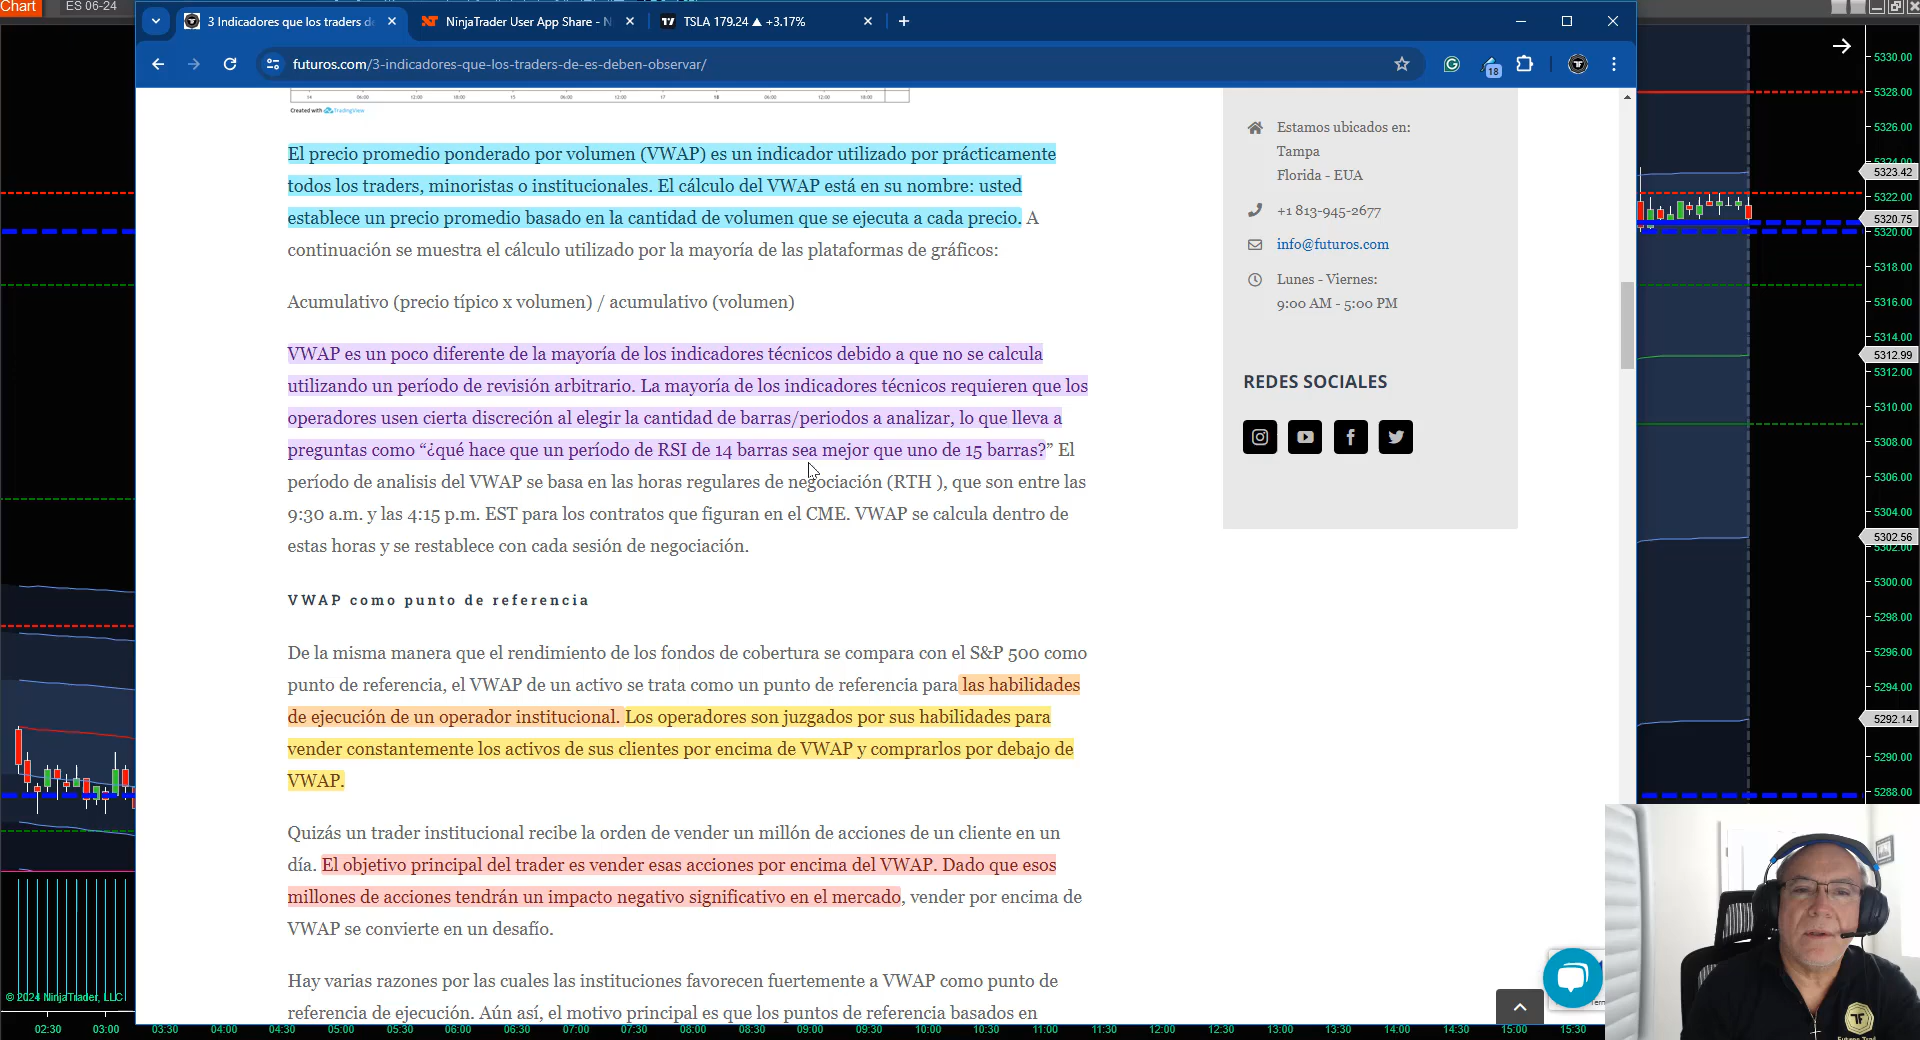 Chart
ES 06-24
3 Indicadores que los traders d
NinjaTrader User App Share - N
TSLA 179.24 ▲ +3.17%
futuros.com/3-indicadores-que-los-traders-de-es-deben-observar/
18
Created with TradingView
El precio promedio ponderado por volumen (VWAP) es un indicador utilizado por prácticamente
todos los traders, minoristas o institucionales. El cálculo del VWAP está en su nombre: usted
establece un precio promedio basado en la cantidad de volumen que se ejecuta a cada precio. A
continuación se muestra el cálculo utilizado por la mayoría de las plataformas de gráficos:
Acumulativo (precio típico x volumen) / acumulativo (volumen)
VWAP es un poco diferente de la mayoría de los indicadores técnicos debido a que no se calcula
utilizando un período de revisión arbitrario. La mayoría de los indicadores técnicos requieren que los
operadores usen cierta discreción al elegir la cantidad de barras/periodos a analizar, lo que lleva a
preguntas como “¿qué hace que un período de RSI de 14 barras sea mejor que uno de 15 barras?” El
período de analisis del VWAP se basa en las horas regulares de negociación (RTH ), que son entre las
9:30 a.m. y las 4:15 p.m. EST para los contratos que figuran en el CME. VWAP se calcula dentro de
estas horas y se restablece con cada sesión de negociación.
VWAP como punto de referencia
De la misma manera que el rendimiento de los fondos de cobertura se compara con el S&P 500 como
punto de referencia, el VWAP de un activo se trata como un punto de referencia para las habilidades
de ejecución de un operador institucional. Los operadores son juzgados por sus habilidades para
vender constantemente los activos de sus clientes por encima de VWAP y comprarlos por debajo de
VWAP.
Quizás un trader institucional recibe la orden de vender un millón de acciones de un cliente en un
día. El objetivo principal del trader es vender esas acciones por encima del VWAP. Dado que esos
millones de acciones tendrán un impacto negativo significativo en el mercado, vender por encima de
VWAP se convierte en un desafío.
Hay varias razones por las cuales las instituciones favorecen fuertemente a VWAP como punto de
referencia de ejecución. Aún así, el motivo principal es que los puntos de referencia basados en
Estamos ubicados en:
Tampa
Florida - EUA
+1 813-945-2677
info@futuros.com
Lunes - Viernes:
9:00 AM - 5:00 PM
REDES SOCIALES
5330.00
5328.00
5326.00
5324.00
5323.42
5322.00
5320.75
5320.00
5318.00
5316.00
5314.00
5312.99
5312.00
5310.00
5308.00
5306.00
5304.00
5302.56
5302.00
5300.00
5298.00
5296.00
5294.00
5292.14
5290.00
5288.00
© 2024 NinjaTrader, LLC
02:30 03:00 03:30 04:00 04:30 05:00 05:30 06:00 06:30 07:00 07:30 08:00 08:30 09:00 09:30 10:00 10:30 11:00 11:30 12:00 12:30 13:00 13:30 14:00 14:30 15:00 15:30
TF